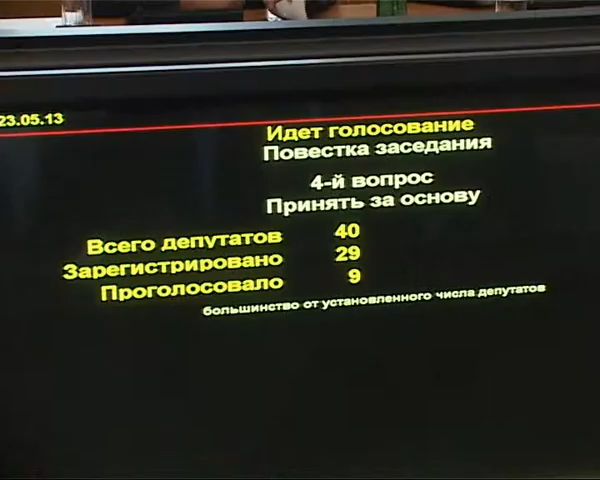 23.05.13
Идет голосование
Повестка заседания
4-й вопрос
Принять за основу
Всего депутатов 40
Зарегистрировано 29
Проголосовало 9
большинство от установленного числа депутатов